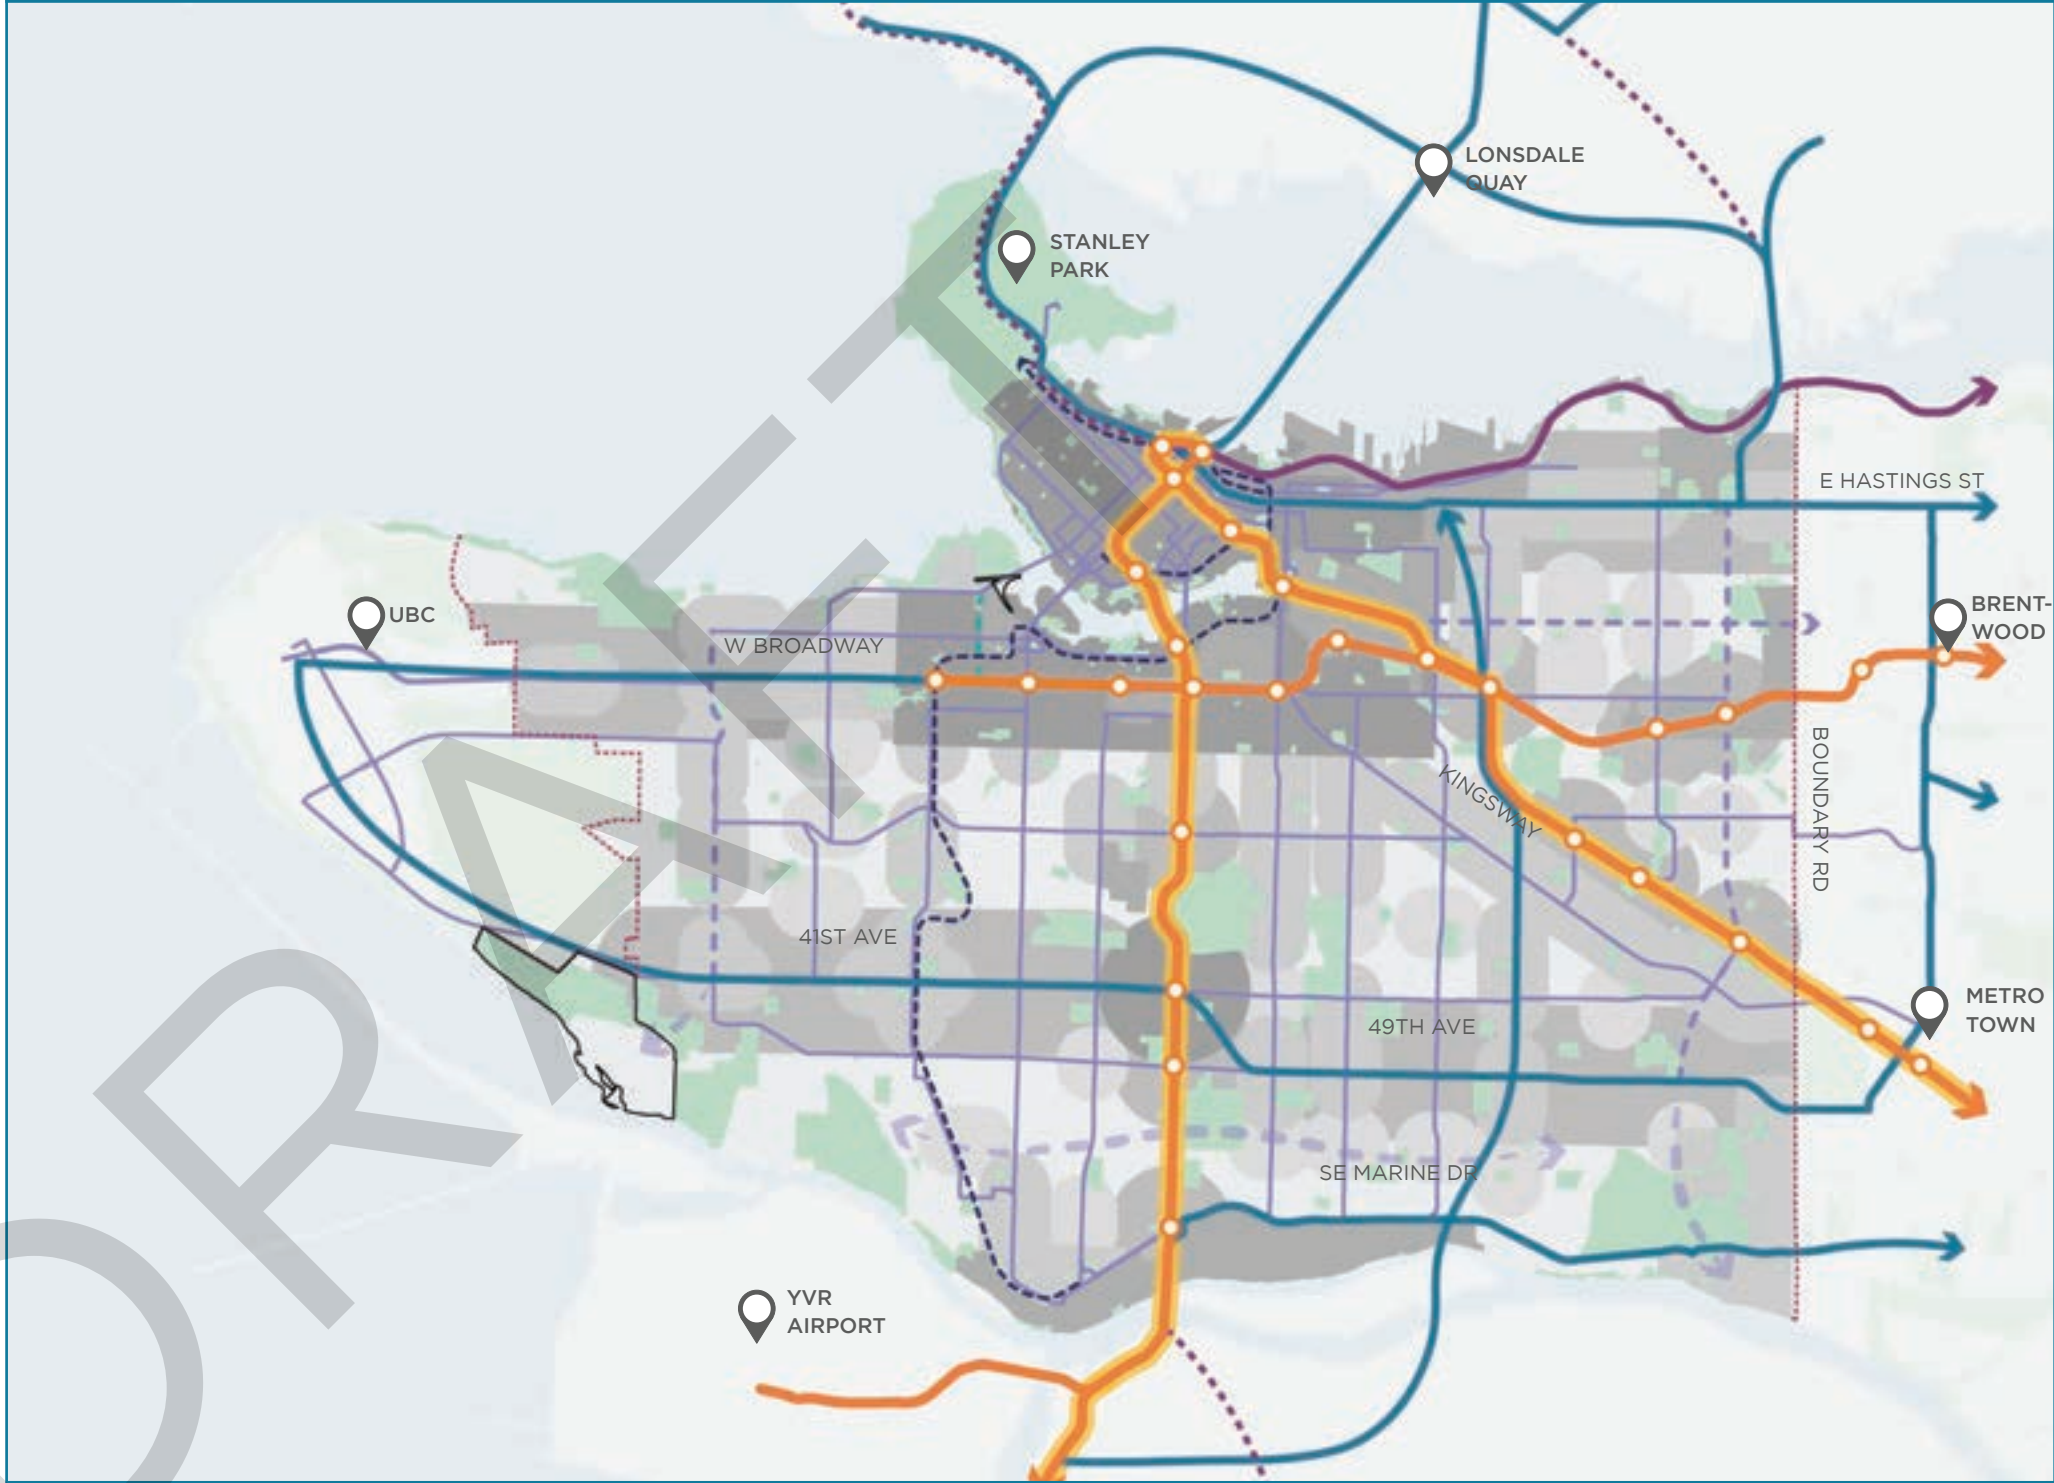 LONSDALE
QUAY
STANLEY
PARK
E HASTINGS ST
UBC
BRENT-
WOOD
W BROADWAY
BOUNDARY RD
KINGSWAY
41ST AVE
METRO
TOWN
49TH AVE
SE MARINE DR
YVR
AIRPORT
DRAFT